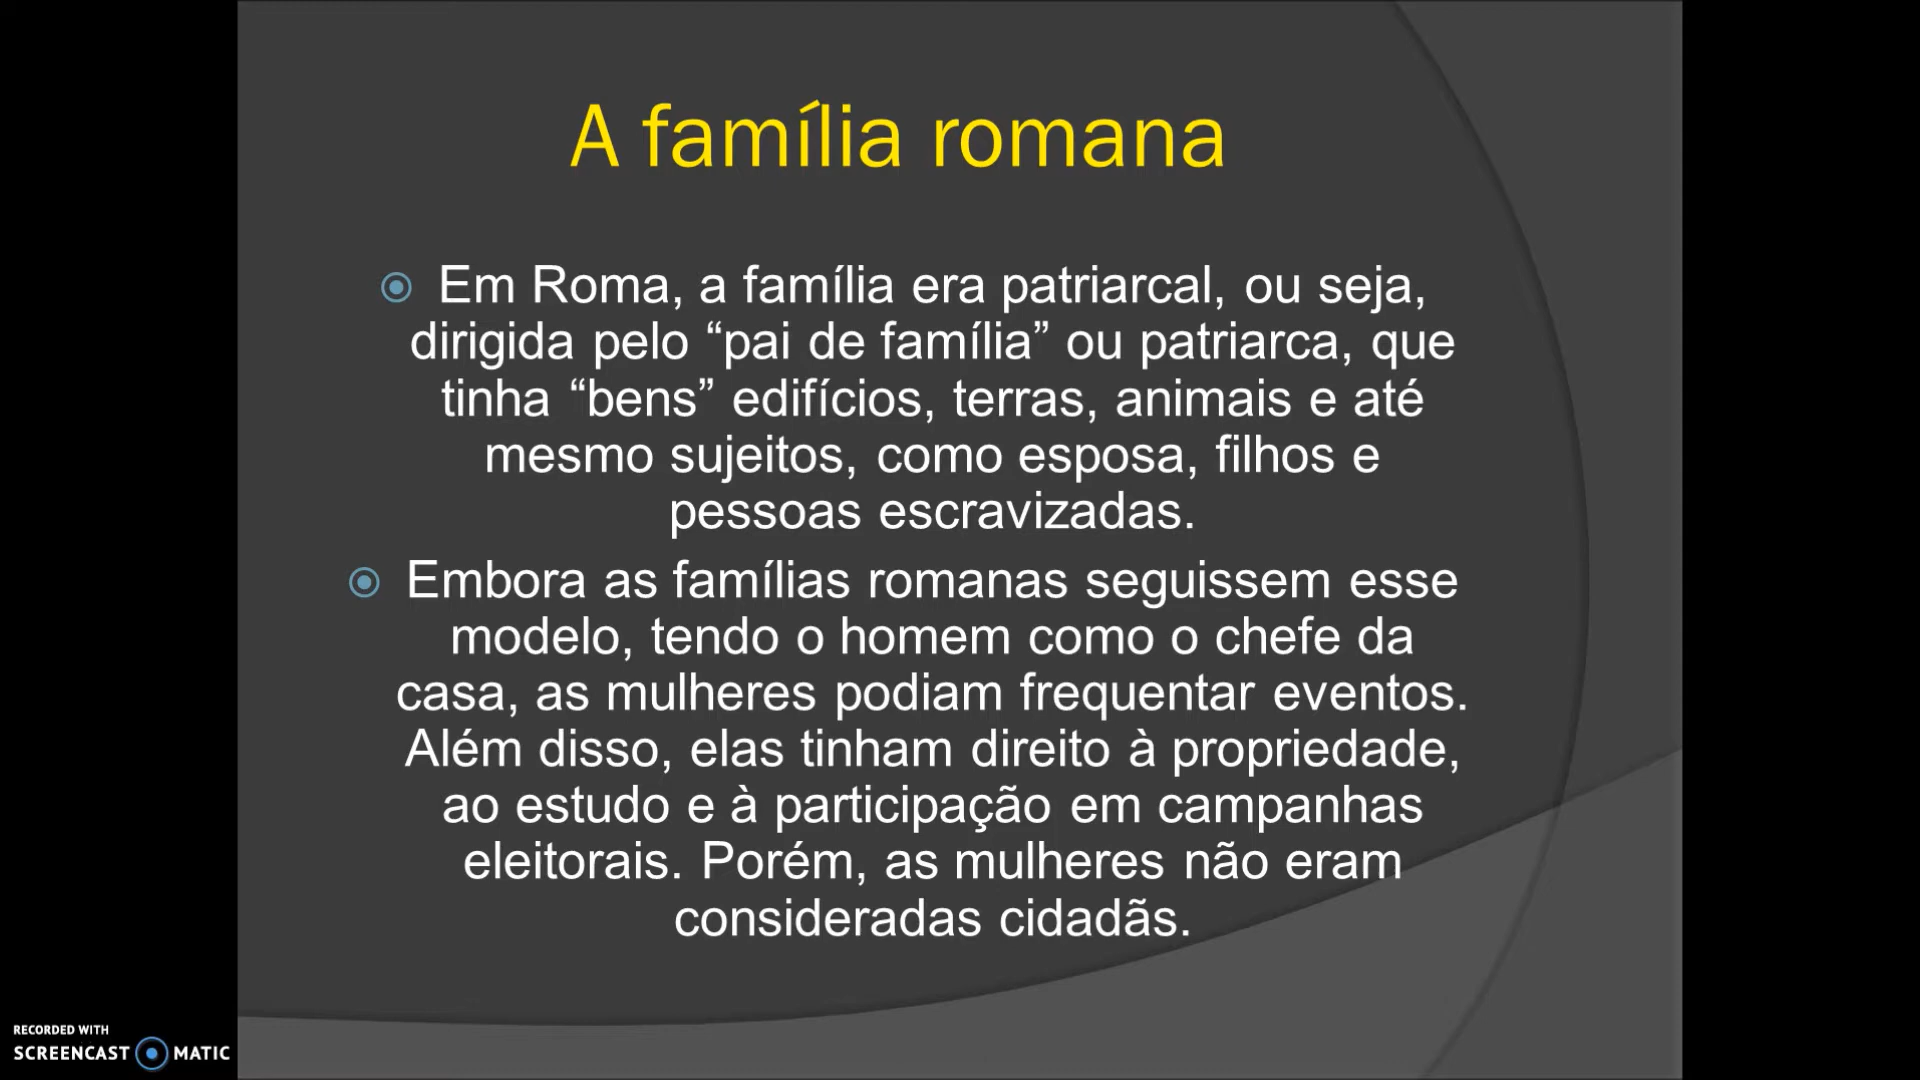 A família romana
Em Roma, a família era patriarcal, ou seja,
dirigida pelo “pai de família” ou patriarca, que
tinha “bens” edifícios, terras, animais e até
mesmo sujeitos, como esposa, filhos e
pessoas escravizadas.
Embora as famílias romanas seguissem esse
modelo, tendo o homem como o chefe da
casa, as mulheres podiam frequentar eventos.
Além disso, elas tinham direito à propriedade,
ao estudo e à participação em campanhas
eleitorais. Porém, as mulheres não eram
consideradas cidadãs.
RECORDED WITH
SCREENCAST MATIC